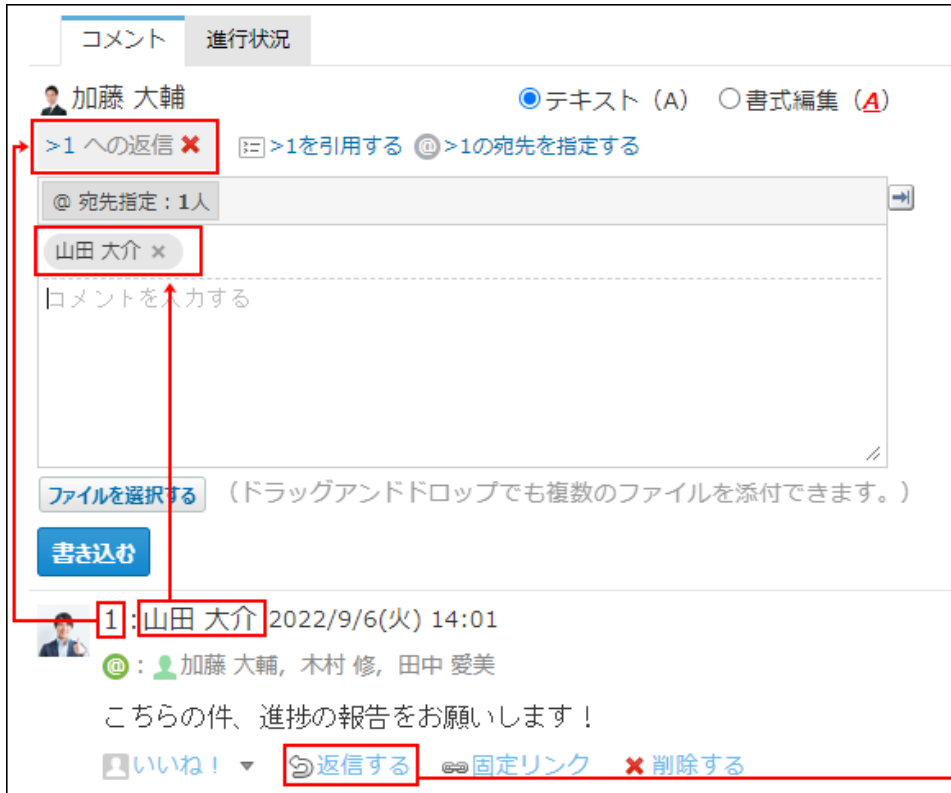 コメント 進行状況
加藤 大輔 テキスト（A） 書式編集（A）
>1 への返信 >1を引用する @>1の宛先を指定する
@ 宛先指定：1人
山田 大介 ×
コメントを入力する
ファイルを選択する （ドラッグアンドドロップでも複数のファイルを添付できます。）
書き込む
1：山田 大介 2022/9/6(火) 14:01
@：加藤 大輔, 木村 修, 田中 愛美
こちらの件、進捗の報告をお願いします！
いいね！ ▼ 返信する 固定リンク 削除する